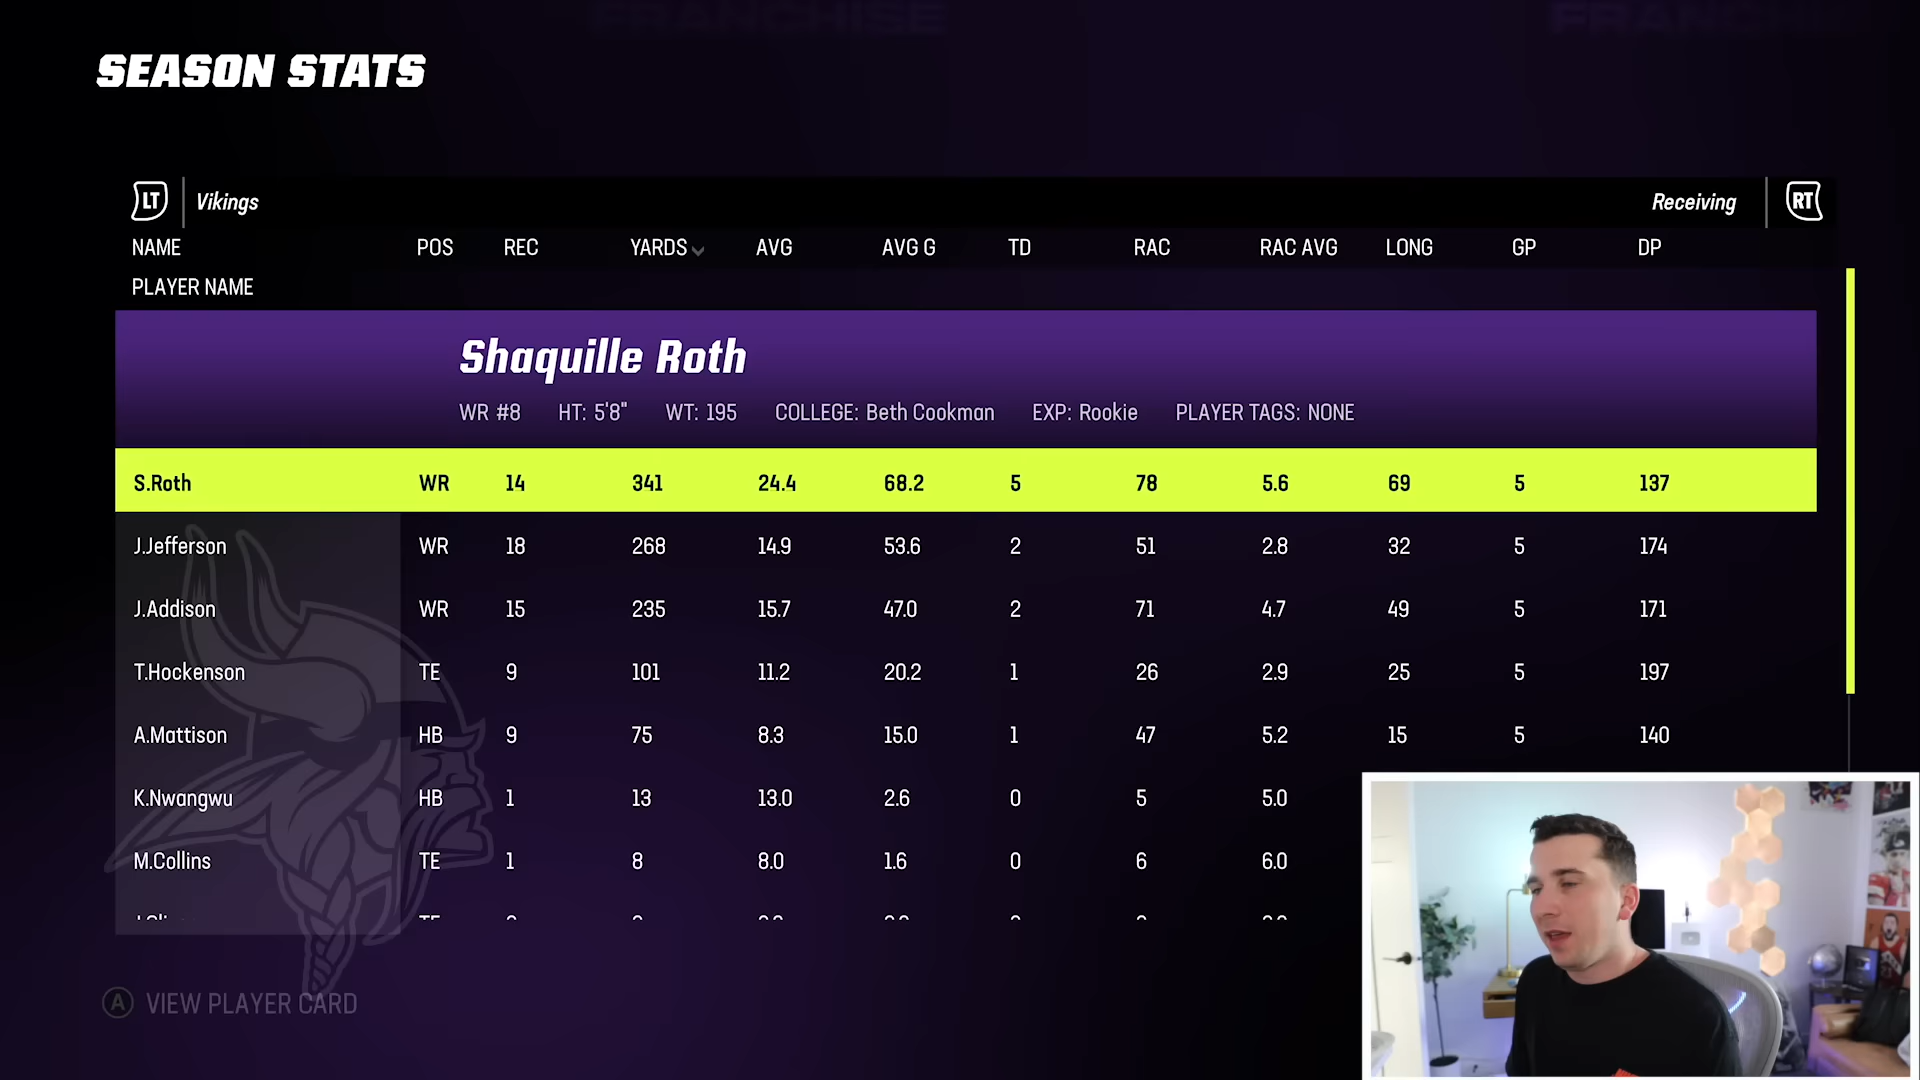 FRANCHISE
FRANCHISE
SEASON STATS
LT Vikings Receiving RT
NAME POS REC YARDS AVG AVG G TD RAC RAC AVG LONG GP DP
PLAYER NAME
Shaquille Roth
WR #8 HT: 5'8" WT: 195 COLLEGE: Beth Cookman EXP: Rookie PLAYER TAGS: NONE
S.Roth WR 14 341 24.4 68.2 5 78 5.6 69 5 137
J.Jefferson WR 18 268 14.9 53.6 2 51 2.8 32 5 174
J.Addison WR 15 235 15.7 47.0 2 71 4.7 49 5 171
T.Hockenson TE 9 101 11.2 20.2 1 26 2.9 25 5 197
A.Mattison HB 9 75 8.3 15.0 1 47 5.2 15 5 140
K.Nwangwu HB 1 13 13.0 2.6 0 5 5.0
M.Collins TE 1 8 8.0 1.6 0 6 6.0
A VIEW PLAYER CARD